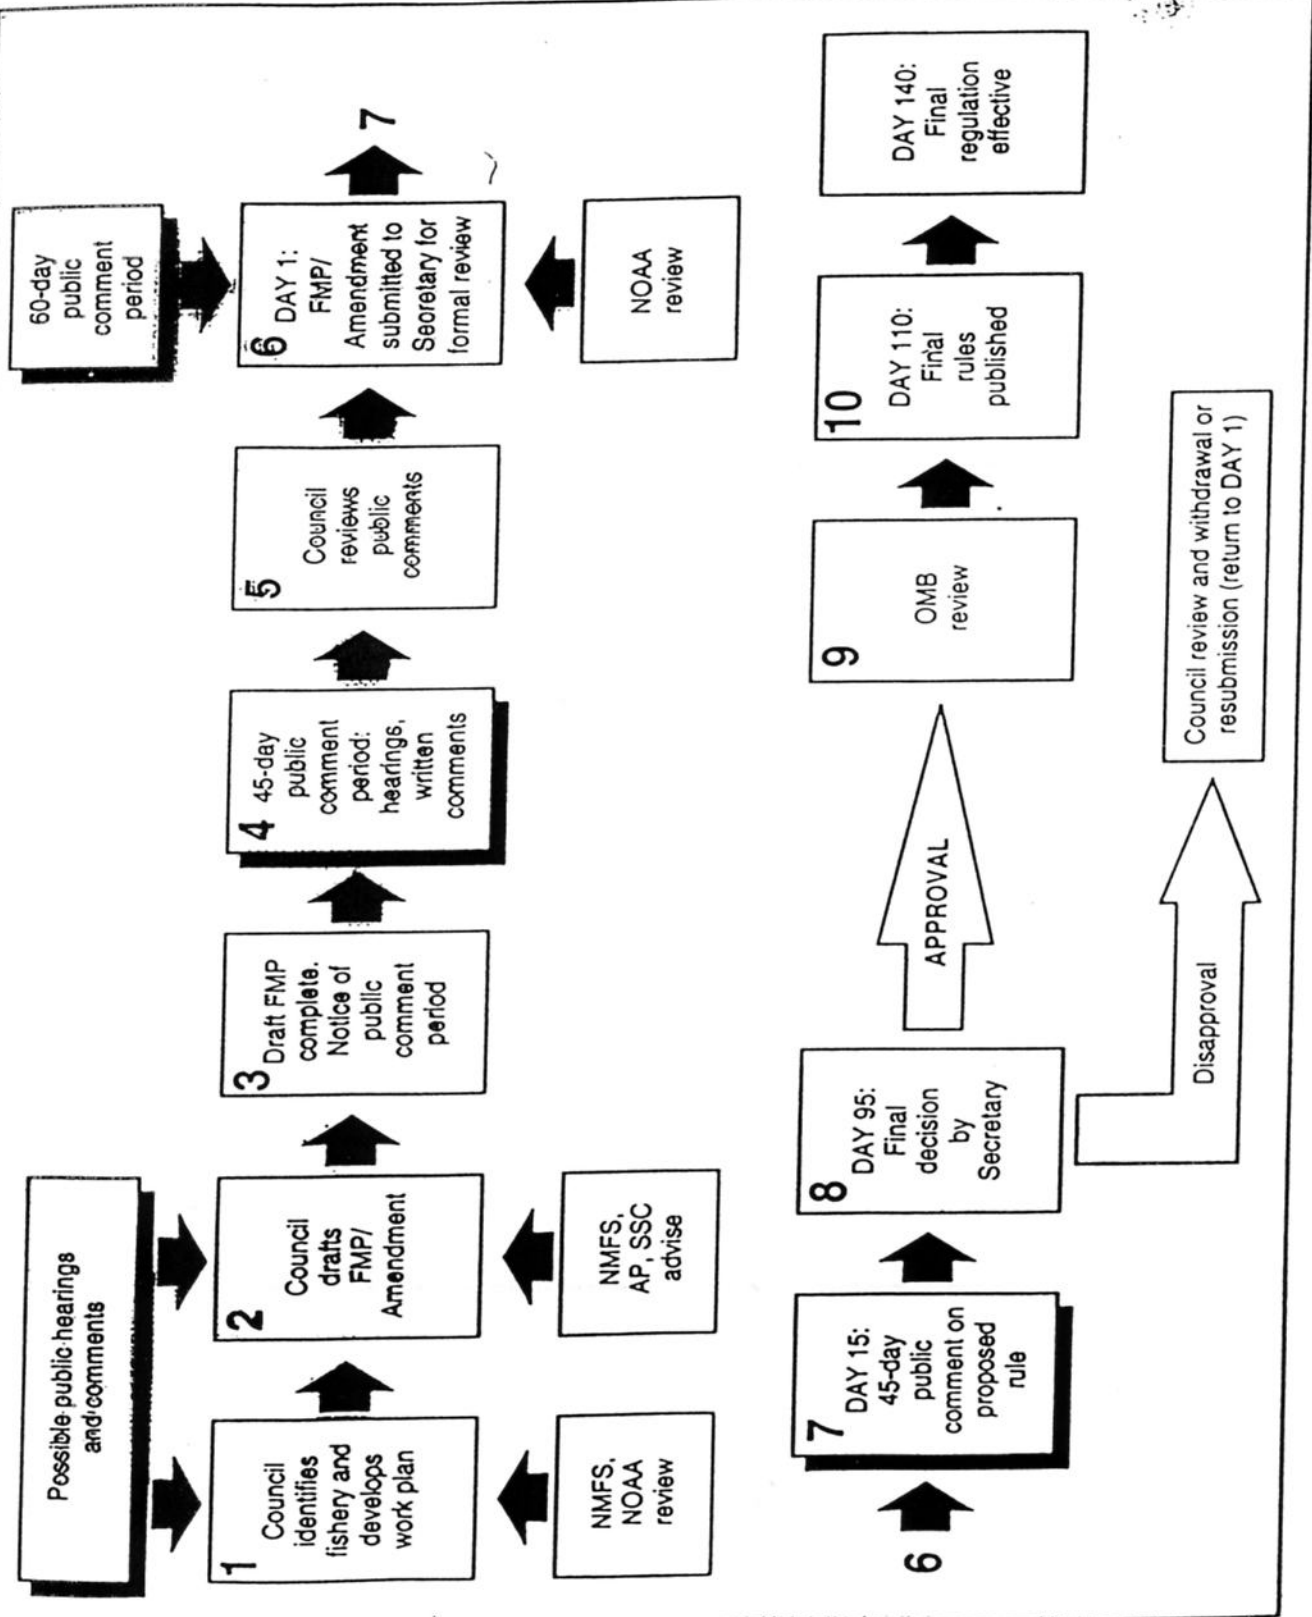 Possible public hearings
and comments
1
Council
identifies
fishery and
develops
work plan
NMFS,
NOAA
review
2
Council
drafts
FMP/
Amendment
NMFS,
AP, SSC
advise
3 Draft FMP
complete.
Notice of
public
comment
period
4 45-day
public
comment
period:
hearings,
written
comments
5
Council
reviews
public
comments
60-day
public
comment
period
6 DAY 1:
FMP/
Amendment
submitted to
Secretary for
formal review
NOAA
review
7
6
7 DAY 15:
45-day
public
comment on
proposed
rule
8 DAY 95:
Final
decision
by
Secretary
APPROVAL
Disapproval
Council review and withdrawal or
resubmission (return to DAY 1)
9
OMB
review
10
DAY 110:
Final
rules
published
DAY 140:
Final
regulation
effective